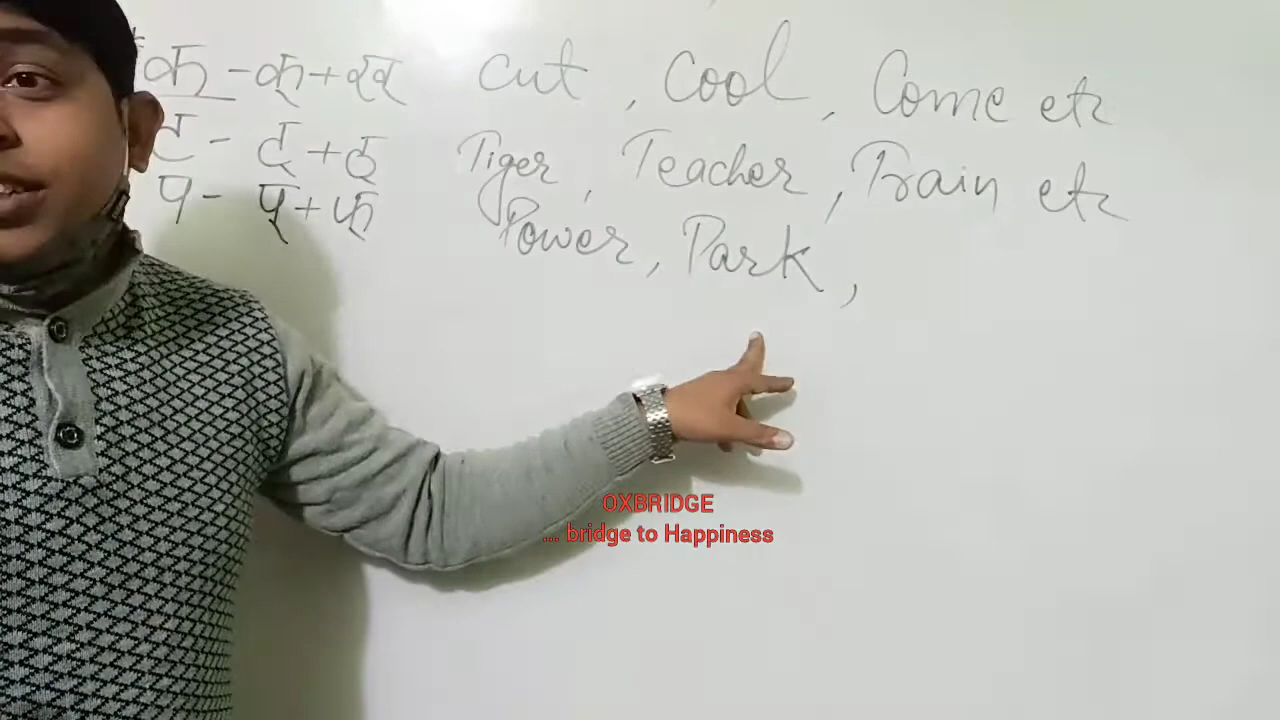 क - क्+ख् cut , Cool , Come etc
ट - ट्+ठ् Tiger , Teacher , Train etc
प - प्+फ् Power , Park ,
OXBRIDGE
... bridge to Happiness